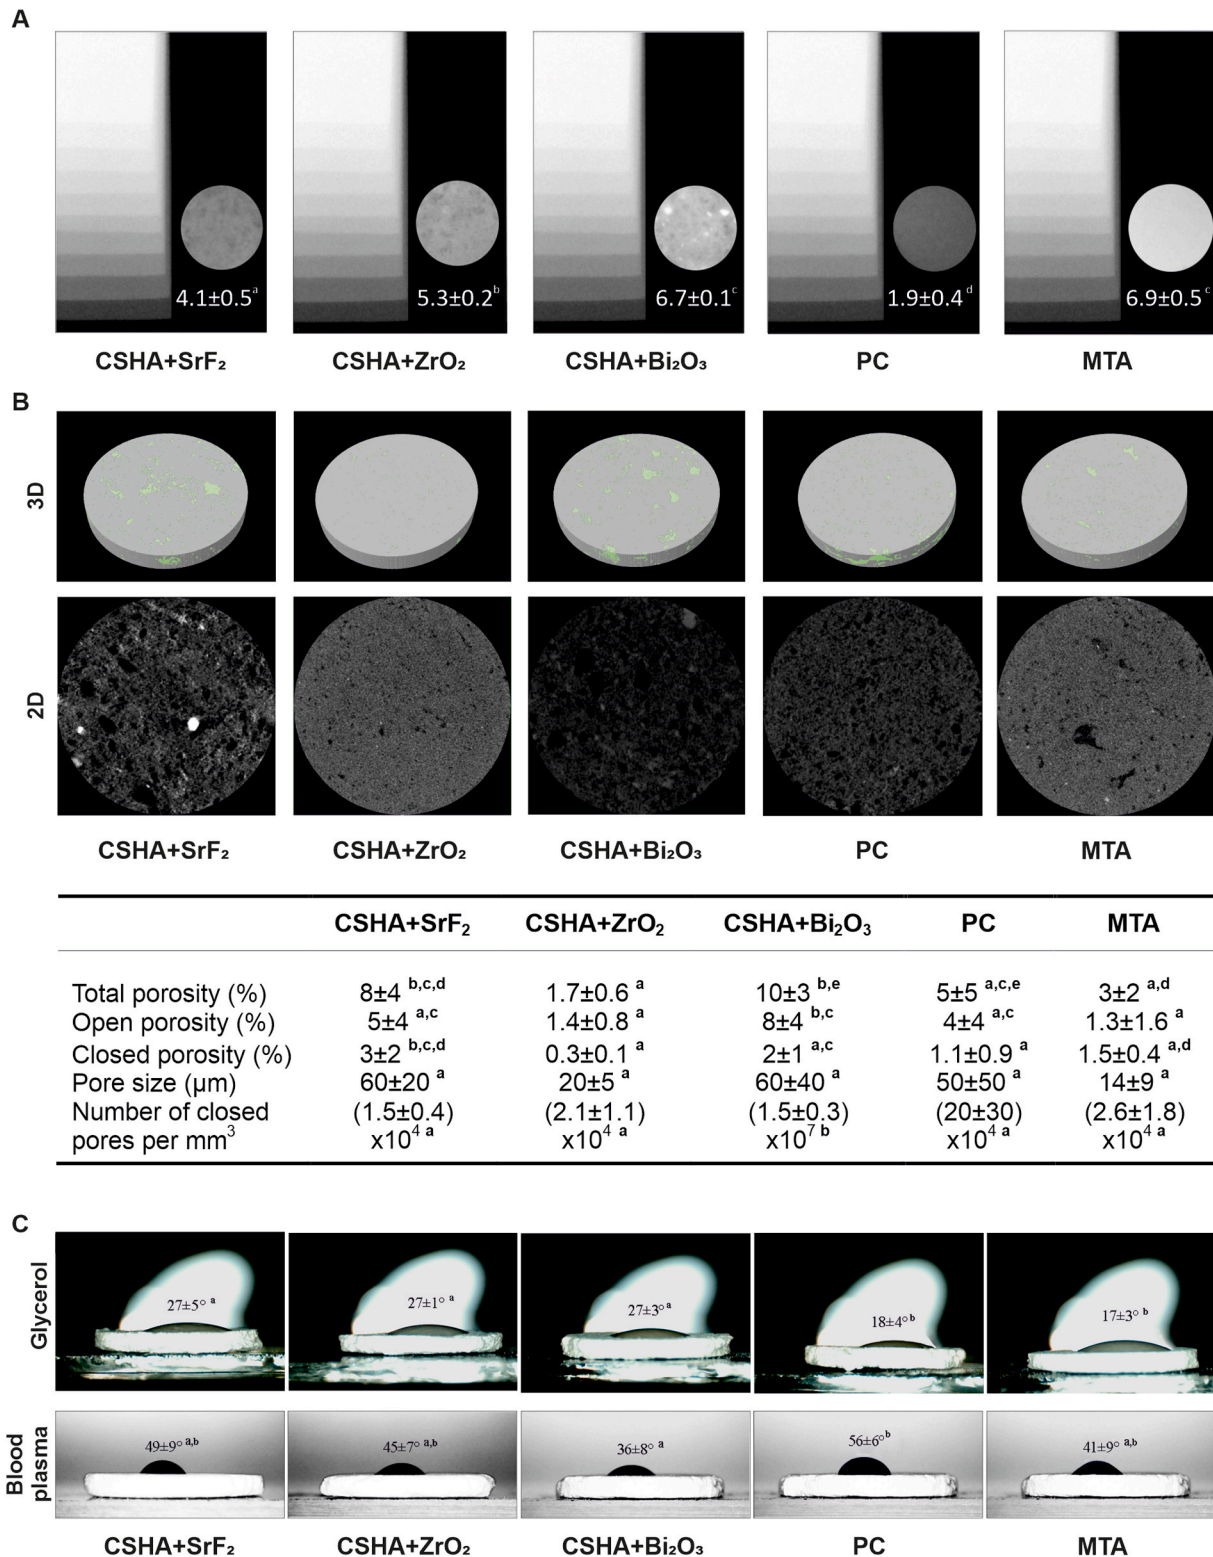 A
4.1±0.5ᵃ 5.3±0.2ᵇ 6.7±0.1ᶜ 1.9±0.4ᵈ 6.9±0.5ᶜ
CSHA+SrF₂ CSHA+ZrO₂ CSHA+Bi₂O₃ PC MTA
B
3D
2D
CSHA+SrF₂ CSHA+ZrO₂ CSHA+Bi₂O₃ PC MTA
CSHA+SrF₂ CSHA+ZrO₂ CSHA+Bi₂O₃ PC MTA
Total porosity (%) 8±4 ᵇ,ᶜ,ᵈ 1.7±0.6 ᵃ 10±3 ᵇ,ᵉ 5±5 ᵃ,ᶜ,ᵉ 3±2 ᵃ,ᵈ
Open porosity (%) 5±4 ᵃ,ᶜ 1.4±0.8 ᵃ 8±4 ᵇ,ᶜ 4±4 ᵃ,ᶜ 1.3±1.6 ᵃ
Closed porosity (%) 3±2 ᵇ,ᶜ,ᵈ 0.3±0.1 ᵃ 2±1 ᵃ,ᶜ 1.1±0.9 ᵃ 1.5±0.4 ᵃ,ᵈ
Pore size (µm) 60±20 ᵃ 20±5 ᵃ 60±40 ᵃ 50±50 ᵃ 14±9 ᵃ
Number of closed (1.5±0.4) (2.1±1.1) (1.5±0.3) (20±30) (2.6±1.8)
pores per mm³ x10⁴ ᵃ x10⁴ ᵃ x10⁷ ᵇ x10⁴ ᵃ x10⁴ ᵃ
C
Glycerol
27±5° ᵃ 27±1° ᵃ 27±3° ᵃ 18±4° ᵇ 17±3° ᵇ
Blood
plasma
49±9° ᵃ,ᵇ 45±7° ᵃ,ᵇ 36±8° ᵃ 56±6° ᵇ 41±9° ᵃ,ᵇ
CSHA+SrF₂ CSHA+ZrO₂ CSHA+Bi₂O₃ PC MTA